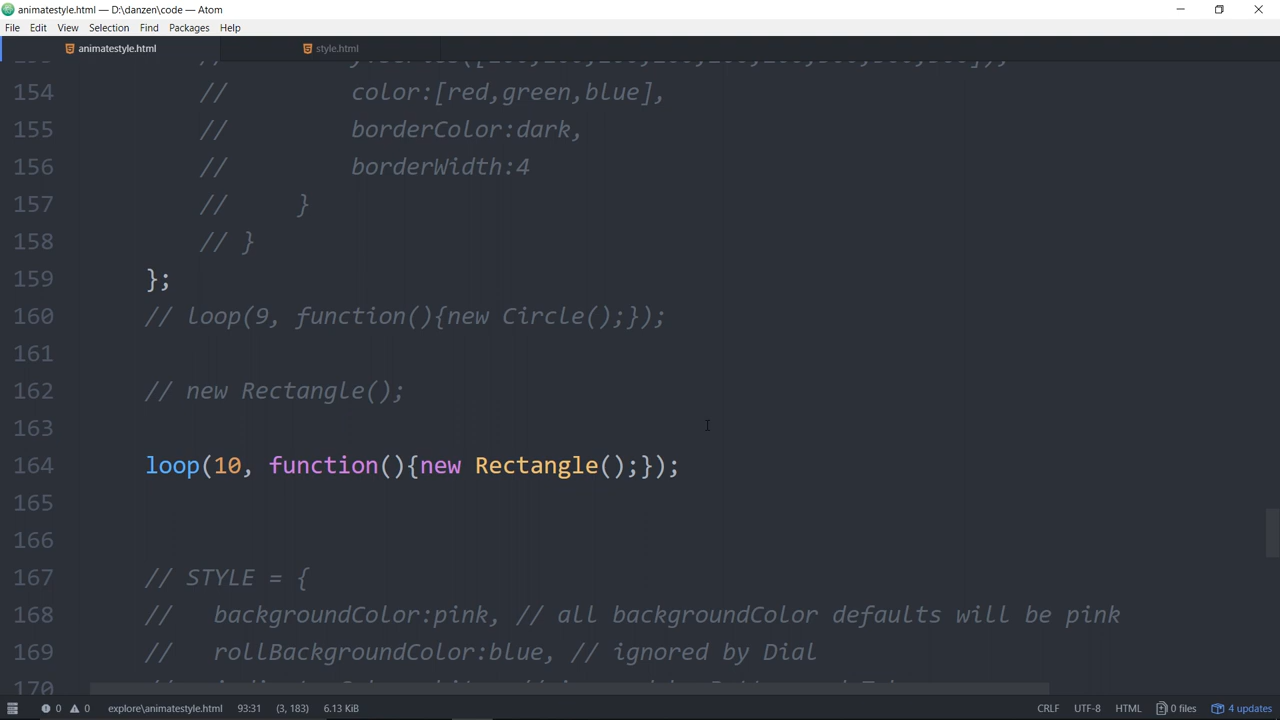 animatestyle.html — D:\danzen\code — Atom
File Edit View Selection Find Packages Help
animatestyle.html style.html
154 // color:[red,green,blue],
155 // borderColor:dark,
156 // borderWidth:4
157 // }
158 // }
159 };
160 // loop(9, function(){new Circle();});
161
162 // new Rectangle();
163
164 loop(10, function(){new Rectangle();});
165
166
167 // STYLE = {
168 // backgroundColor:pink, // all backgroundColor defaults will be pink
169 // rollBackgroundColor:blue, // ignored by Dial
170
0 0 explore\animatestyle.html 93:31 (3, 183) 6.13 KiB CRLF UTF-8 HTML 0 files 4 updates